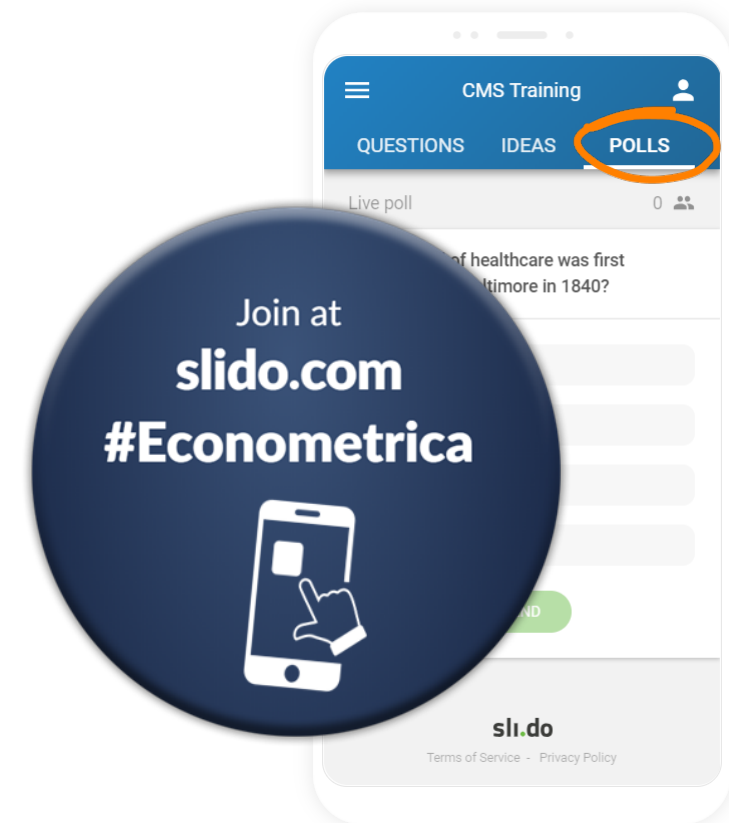 CMS Training
QUESTIONS IDEAS POLLS
Live poll 0
of healthcare was first
in 1840?
Join at
slido.com
#Econometrica
sli.do
Terms of Service - Privacy Policy